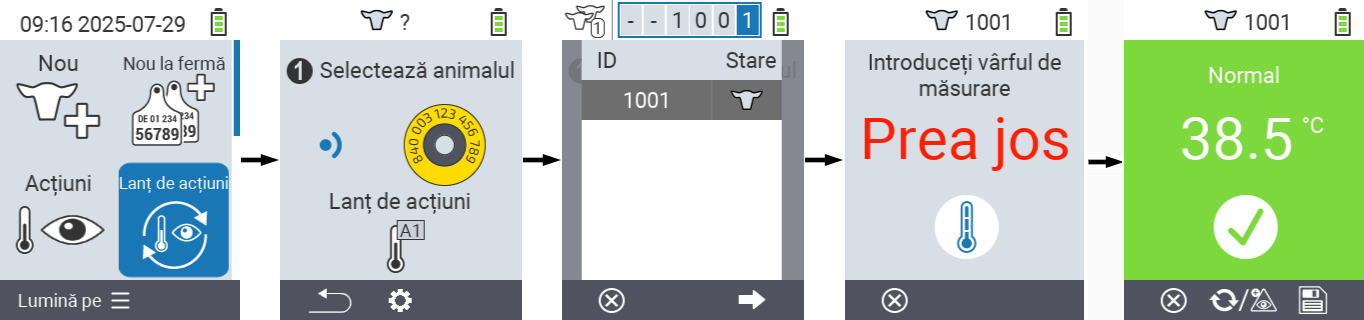 09:16 2025-07-29
Nou
Nou la fermă
DE 01 234
56789
234
39
Acțiuni
Lanț de acțiuni
Lumină pe
?
1 Selectează animalul
840 003 123 456 789
Lanț de acțiuni
A1
1
- - 1 0 0 1
ID Stare
1001
1001
Introduceți vârful de
măsurare
Prea jos
1001
Normal
38.5 °C